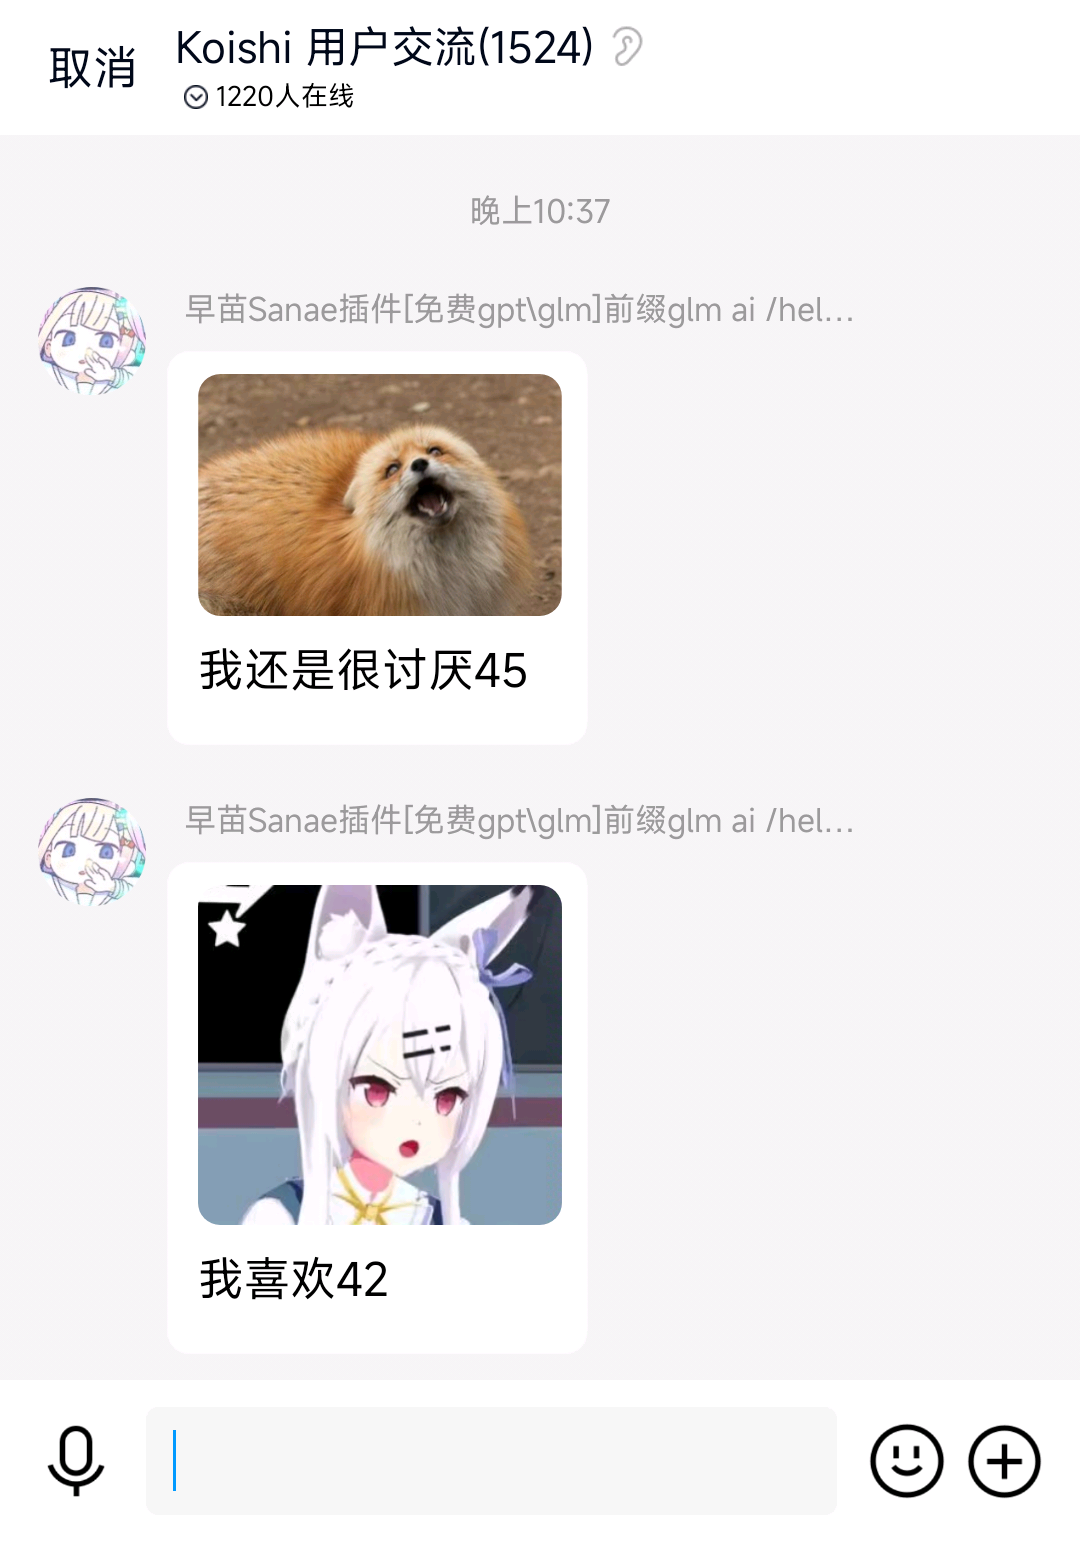 取消
Koishi 用户交流(1524)
1220人在线
晚上10:37
早苗Sanae插件[免费gpt\glm]前缀glm ai /hel...
我还是很讨厌45
早苗Sanae插件[免费gpt\glm]前缀glm ai /hel...
我喜欢42